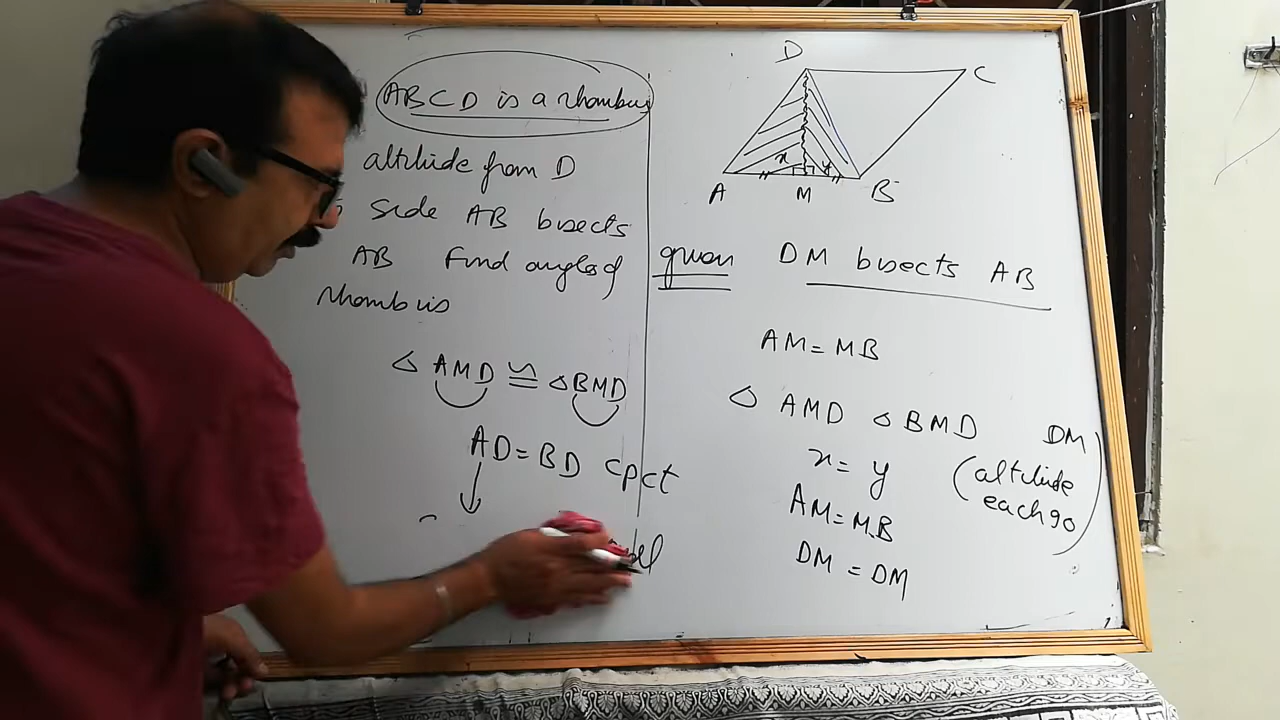 ABCD is a rhombus
altitude from D
side AB bisects
AB Find angles of
rhombus
△ AMD ≅ △BMD
AD = BD cpct
D
C
x
y
A
M
B
given DM bisects AB
AM = MB
△ AMD △ BMD
x = y
DM
(altitude
each 90)
AM = MB
DM = DM